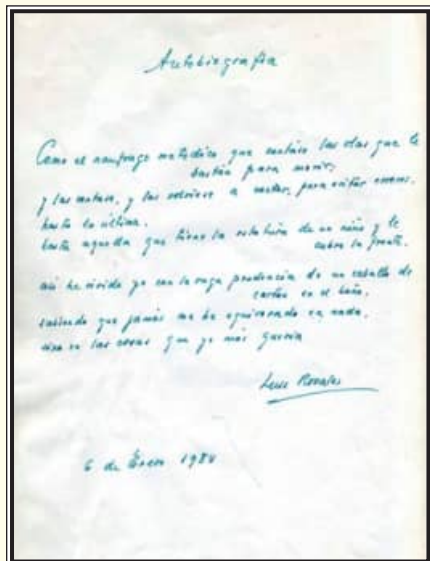 Autobiografía
Como el naufrago metódico que contase las olas que le
bastan para morir;
y las contase, y las volviese a contar, para evitar errores,
hasta la última,
hasta aquella que tiene la estatura de un niño y le
cubre la frente,
así he vivido yo con la vaga prudencia de un caballo de
cartón en el baño,
sabiendo que jamás me he equivocado en nada,
sino en las cosas que yo más quería
Luis Rosales
6 de Enero 1984